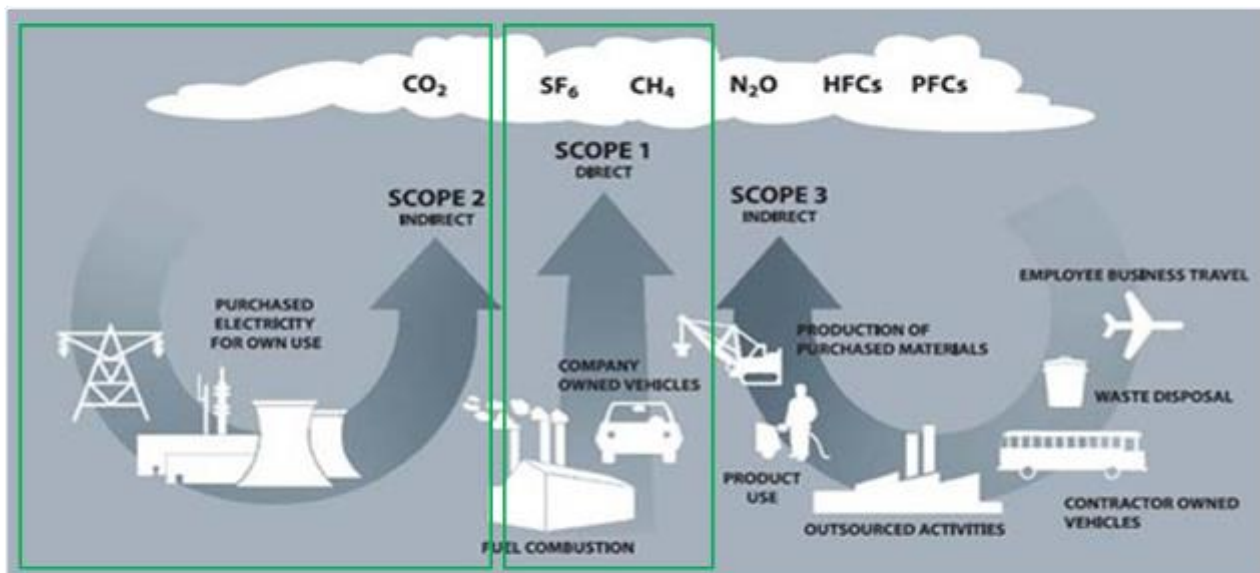 CO₂ SF₆ CH₄ N₂O HFCs PFCs
SCOPE 1
DIRECT
SCOPE 2
INDIRECT
SCOPE 3
INDIRECT
EMPLOYEE BUSINESS TRAVEL
PURCHASED
ELECTRICITY
FOR OWN USE
PRODUCTION OF
PURCHASED MATERIALS
COMPANY
OWNED VEHICLES
WASTE DISPOSAL
PRODUCT
USE
CONTRACTOR OWNED
VEHICLES
OUTSOURCED ACTIVITIES
FUEL COMBUSTION